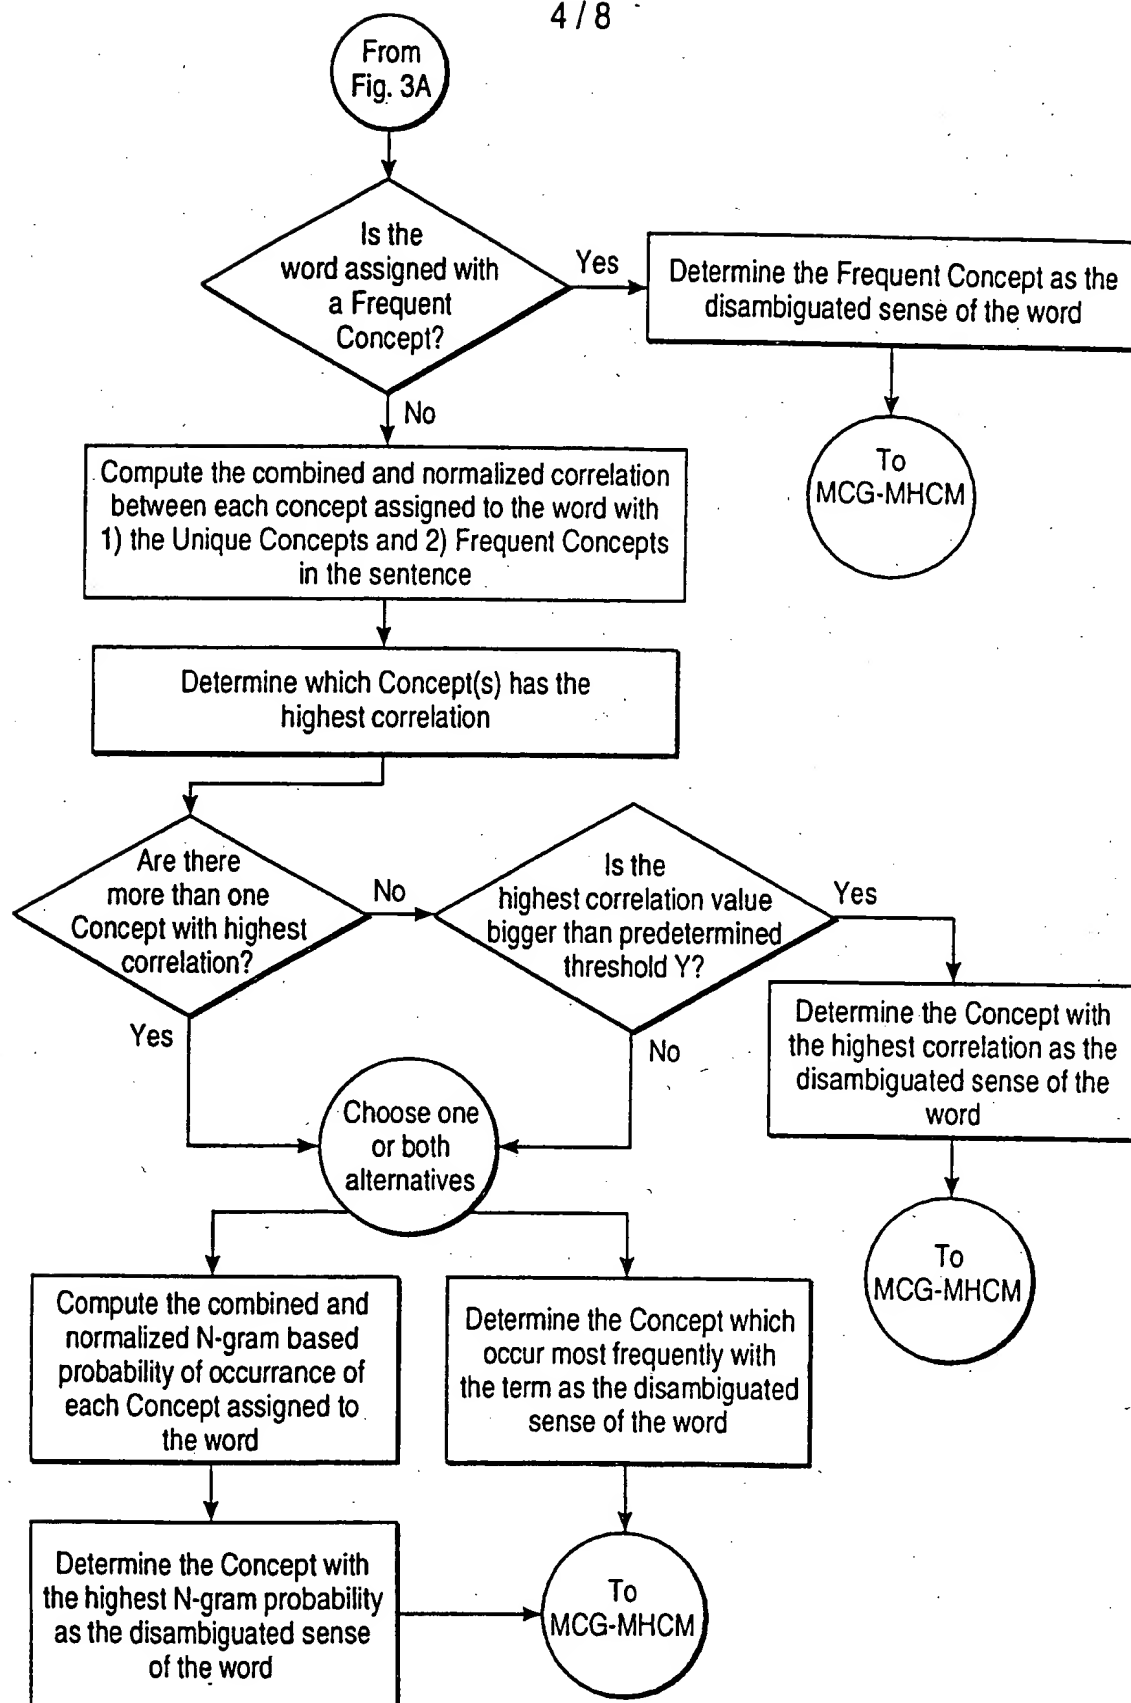 4/8
From
Fig. 3A
Is the
word assigned with
a Frequent
Concept?
Yes
Determine the Frequent Concept as the
disambiguated sense of the word
No
To
MCG-MHCM
Compute the combined and normalized correlation
between each concept assigned to the word with
1) the Unique Concepts and 2) Frequent Concepts
in the sentence
Determine which Concept(s) has the
highest correlation
Are there
more than one
Concept with highest
correlation?
No
Is the
highest correlation value
bigger than predetermined
threshold Y?
Yes
Determine the Concept with
the highest correlation as the
disambiguated sense of the
word
Yes
No
Choose one
or both
alternatives
To
MCG-MHCM
Compute the combined and
normalized N-gram based
probability of occurrance of
each Concept assigned to
the word
Determine the Concept which
occur most frequently with
the term as the disambiguated
sense of the word
Determine the Concept with
the highest N-gram probability
as the disambiguated sense
of the word
To
MCG-MHCM